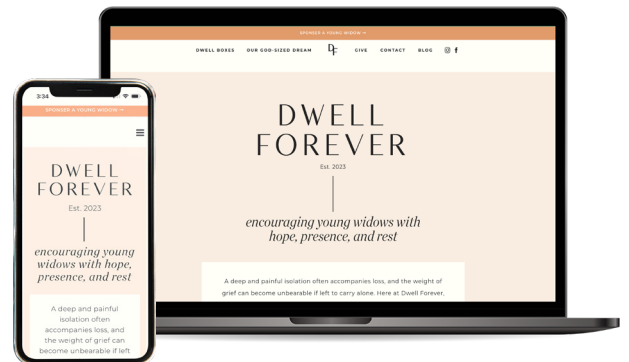 SPONSER A YOUNG WIDOW
DWELL BOXES OUR GOD-SIZED DREAM DF GIVE CONTACT BLOG
DWELL
FOREVER
Est. 2023
encouraging young widows with
hope, presence, and rest
A deep and painful isolation often accompanies loss, and the weight of
grief can become unbearable if left to carry alone. Here at Dwell Forever,
3:34
SPONSER A YOUNG WIDOW
DWELL
FOREVER
Est. 2023
encouraging young
widows with hope,
presence, and rest
A deep and painful
isolation often
accompanies loss, and
the weight of grief can
become unbearable if left